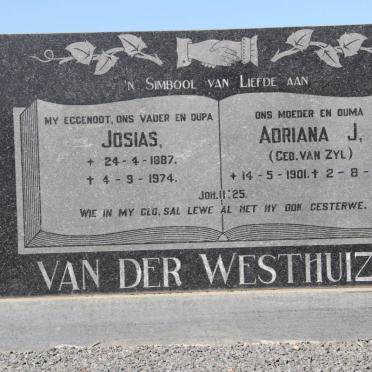 'n Simbool van Liefde aan
MY EGGENOOT, ONS VADER EN OUPA
JOSIAS,
+ 24-4-1887.
+ 4-9-1974.
ONS MOEDER EN OUMA
ADRIANA J,
(GEB. VAN ZYL)
+ 14-5-1901. + 2-8-
JOH. 11:25.
WIE IN MY GLO, SAL LEWE AL HET HY OOK GESTERWE.
VAN DER WESTHUIZ